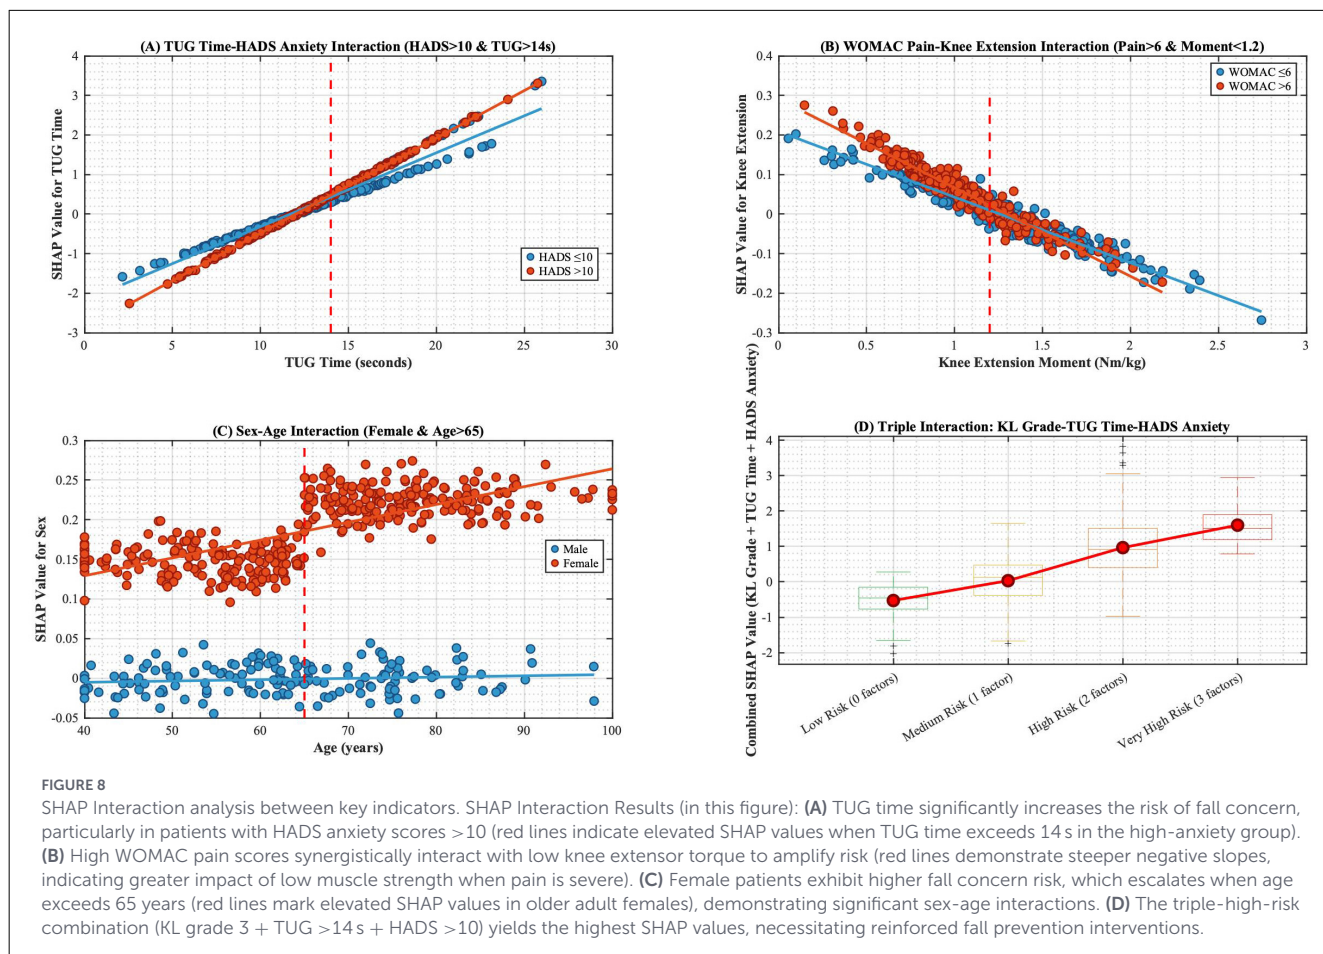 (A) TUG Time-HADS Anxiety Interaction (HADS>10 & TUG>14s)
SHAP Value for TUG Time
4
3
2
1
0
-1
-2
-3
0
5
10
15
20
25
30
TUG Time (seconds)
HADS ≤10
HADS >10
(B) WOMAC Pain-Knee Extension Interaction (Pain>6 & Moment<1.2)
SHAP Value for Knee Extension
0.4
0.3
0.2
0.1
0
-0.1
-0.2
-0.3
0
0.5
1
1.5
2
2.5
3
Knee Extension Moment (Nm/kg)
WOMAC ≤6
WOMAC >6
(C) Sex-Age Interaction (Female & Age>65)
SHAP Value for Sex
0.3
0.25
0.2
0.15
0.1
0.05
0
-0.05
40
50
60
70
80
90
100
Age (years)
Male
Female
(D) Triple Interaction: KL Grade-TUG Time-HADS Anxiety
Combined SHAP Value (KL Grade + TUG Time + HADS Anxiety)
4
3
2
1
0
-1
-2
Low Risk (0 factors)
Medium Risk (1 factor)
High Risk (2 factors)
Very High Risk (3 factors)
FIGURE 8
SHAP Interaction analysis between key indicators. SHAP Interaction Results (in this figure): (A) TUG time significantly increases the risk of fall concern,
particularly in patients with HADS anxiety scores >10 (red lines indicate elevated SHAP values when TUG time exceeds 14 s in the high-anxiety group).
(B) High WOMAC pain scores synergistically interact with low knee extensor torque to amplify risk (red lines demonstrate steeper negative slopes,
indicating greater impact of low muscle strength when pain is severe). (C) Female patients exhibit higher fall concern risk, which escalates when age
exceeds 65 years (red lines mark elevated SHAP values in older adult females), demonstrating significant sex-age interactions. (D) The triple-high-risk
combination (KL grade 3 + TUG >14 s + HADS >10) yields the highest SHAP values, necessitating reinforced fall prevention interventions.